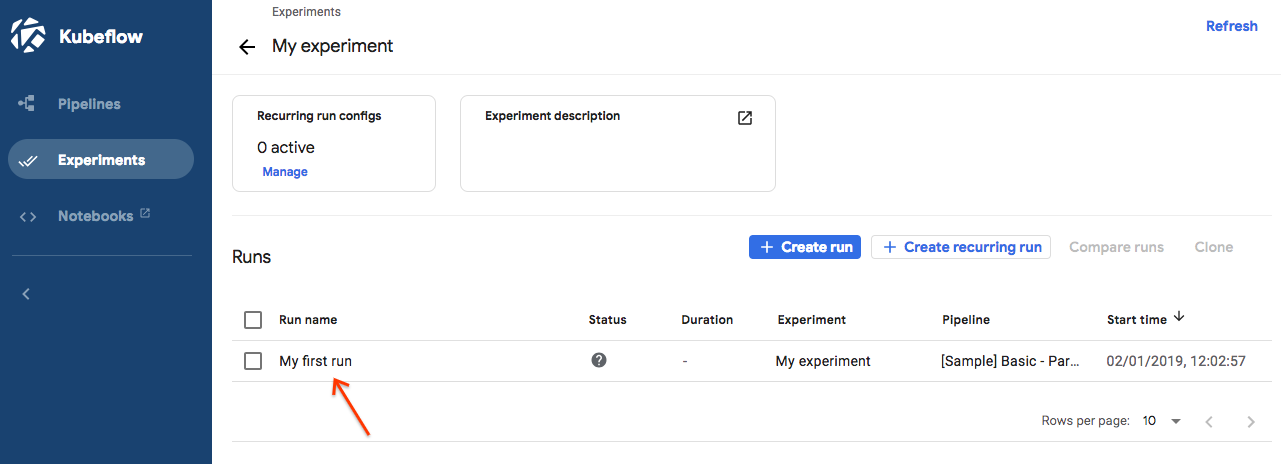 Kubeflow
Pipelines
Experiments
Notebooks
Experiments
My experiment
Refresh
Recurring run configs
0 active
Manage
Experiment description
Runs
+ Create run
+ Create recurring run
Compare runs
Clone
Run name Status Duration Experiment Pipeline Start time
My first run ? - My experiment [Sample] Basic - Par... 02/01/2019, 12:02:57
Rows per page: 10